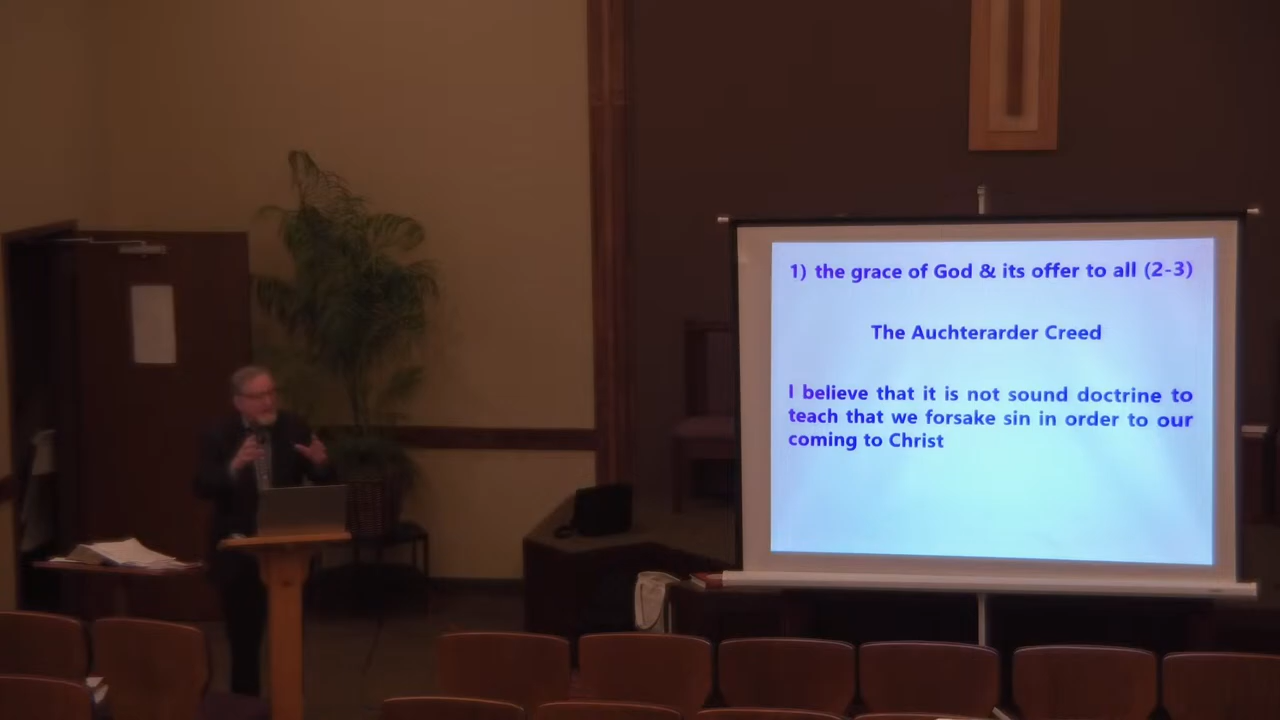 1) the grace of God & its offer to all (2-3)
The Auchterarder Creed
I believe that it is not sound doctrine to
teach that we forsake sin in order to our
coming to Christ